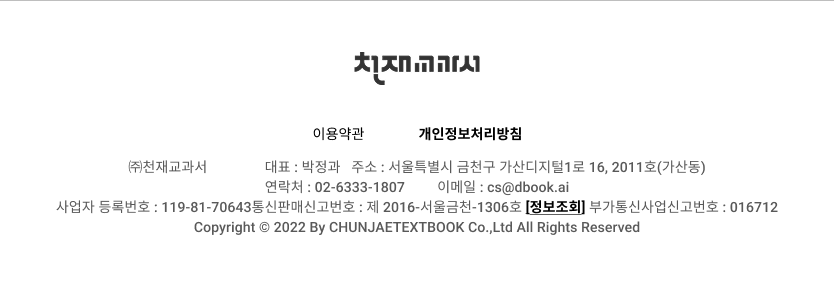 천재교과서
이용약관 개인정보처리방침
㈜천재교과서 대표 : 박정과 주소 : 서울특별시 금천구 가산디지털1로 16, 2011호(가산동)
연락처 : 02-6333-1807 이메일 : cs@dbook.ai
사업자 등록번호 : 119-81-70643통신판매신고번호 : 제 2016-서울금천-1306호 [정보조회] 부가통신사업신고번호 : 016712
Copyright © 2022 By CHUNJAETEXTBOOK Co.,Ltd All Rights Reserved